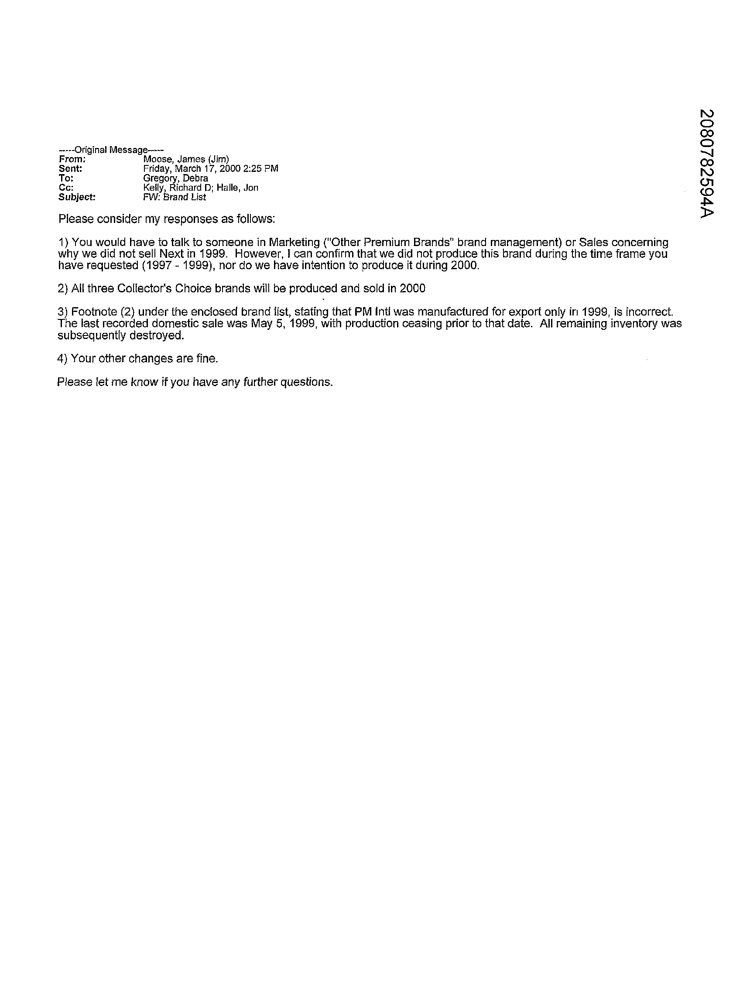 2080782594A
-----Original Message-----
From: Moose, James (Jim)
Sent: Friday, March 17, 2000 2:25 PM
To: Gregory, Debra
Cc: Kelly, Richard D; Halle, Jon
Subject: FW: Brand List
Please consider my responses as follows:
1) You would have to talk to someone in Marketing ("Other Premium Brands" brand management) or Sales concerning
why we did not sell Next in 1999.  However, I can confirm that we did not produce this brand during the time frame you
have requested (1997 - 1999), nor do we have intention to produce it during 2000.
2) All three Collector's Choice brands will be produced and sold in 2000
3) Footnote (2) under the enclosed brand list, stating that PM Intl was manufactured for export only in 1999, is incorrect.
The last recorded domestic sale was May 5, 1999, with production ceasing prior to that date.  All remaining inventory was
subsequently destroyed.
4) Your other changes are fine.
Please let me know if you have any further questions.